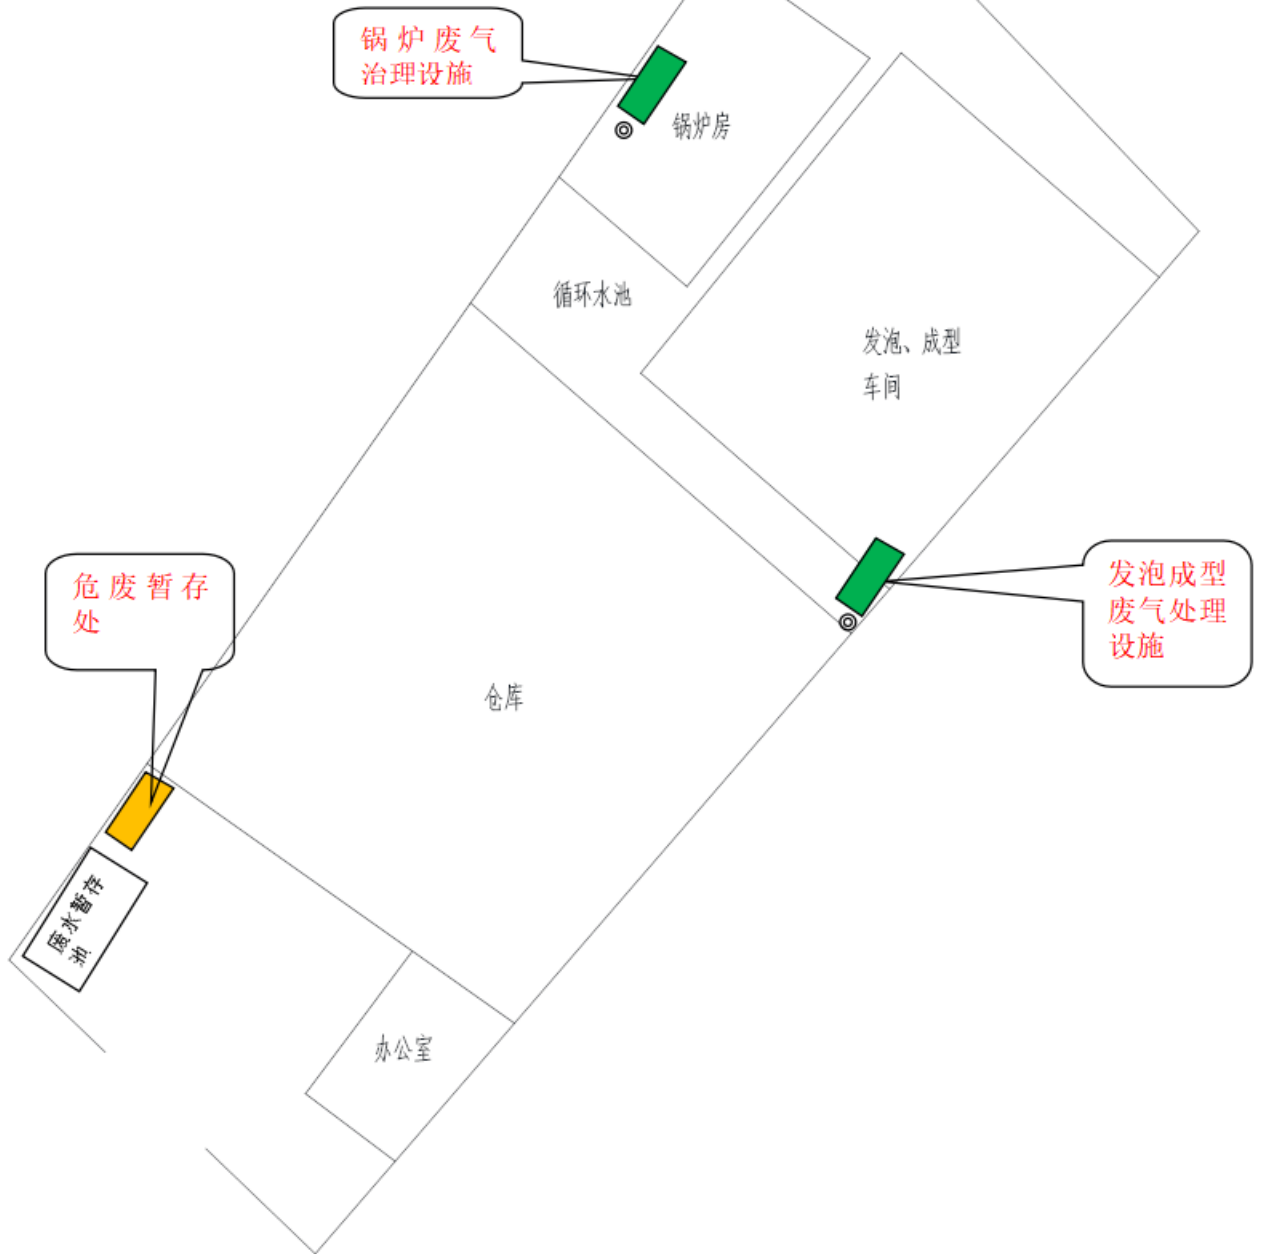 锅炉废气
治理设施
锅炉房
循环水池
发泡、成型
车间
危废暂存
处
发泡成型
废气处理
设施
仓库
废水暂存
池
办公室